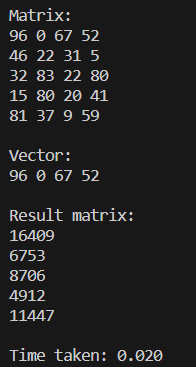 Matrix:
96 0 67 52
46 22 31 5
32 83 22 80
15 80 20 41
81 37 9 59

Vector:
96 0 67 52

Result matrix:
16409
6753
8706
4912
11447

Time taken: 0.020